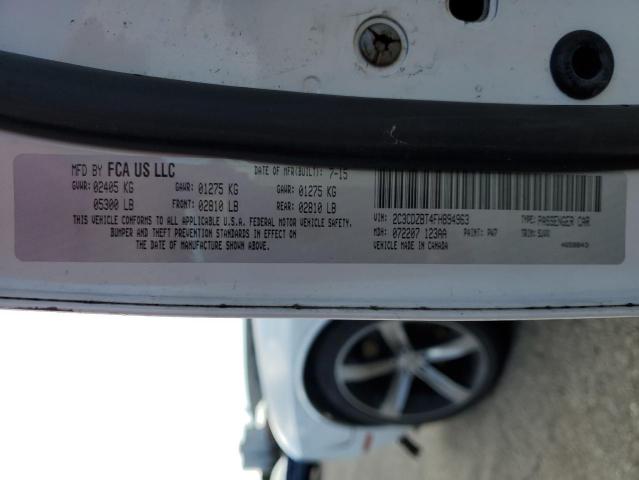 MFD BY FCA US LLC DATE OF MFR(BUILT): 7-15
GVWR: 02405 KG GAWR: 01275 KG GAWR: 01275 KG
05300 LB FRONT: 02810 LB REAR: 02810 LB
THIS VEHICLE CONFORMS TO ALL APPLICABLE U.S.A. FEDERAL MOTOR VEHICLE SAFETY,
BUMPER AND THEFT PREVENTION STANDARDS IN EFFECT ON
THE DATE OF MANUFACTURE SHOWN ABOVE.
VIN: 2C3CDZBT4FH894963 TYPE: PASSENGER CAR
MDH: 072207 123AA PAINT: PW7 TRIM:
VEHICLE MADE IN CANADA